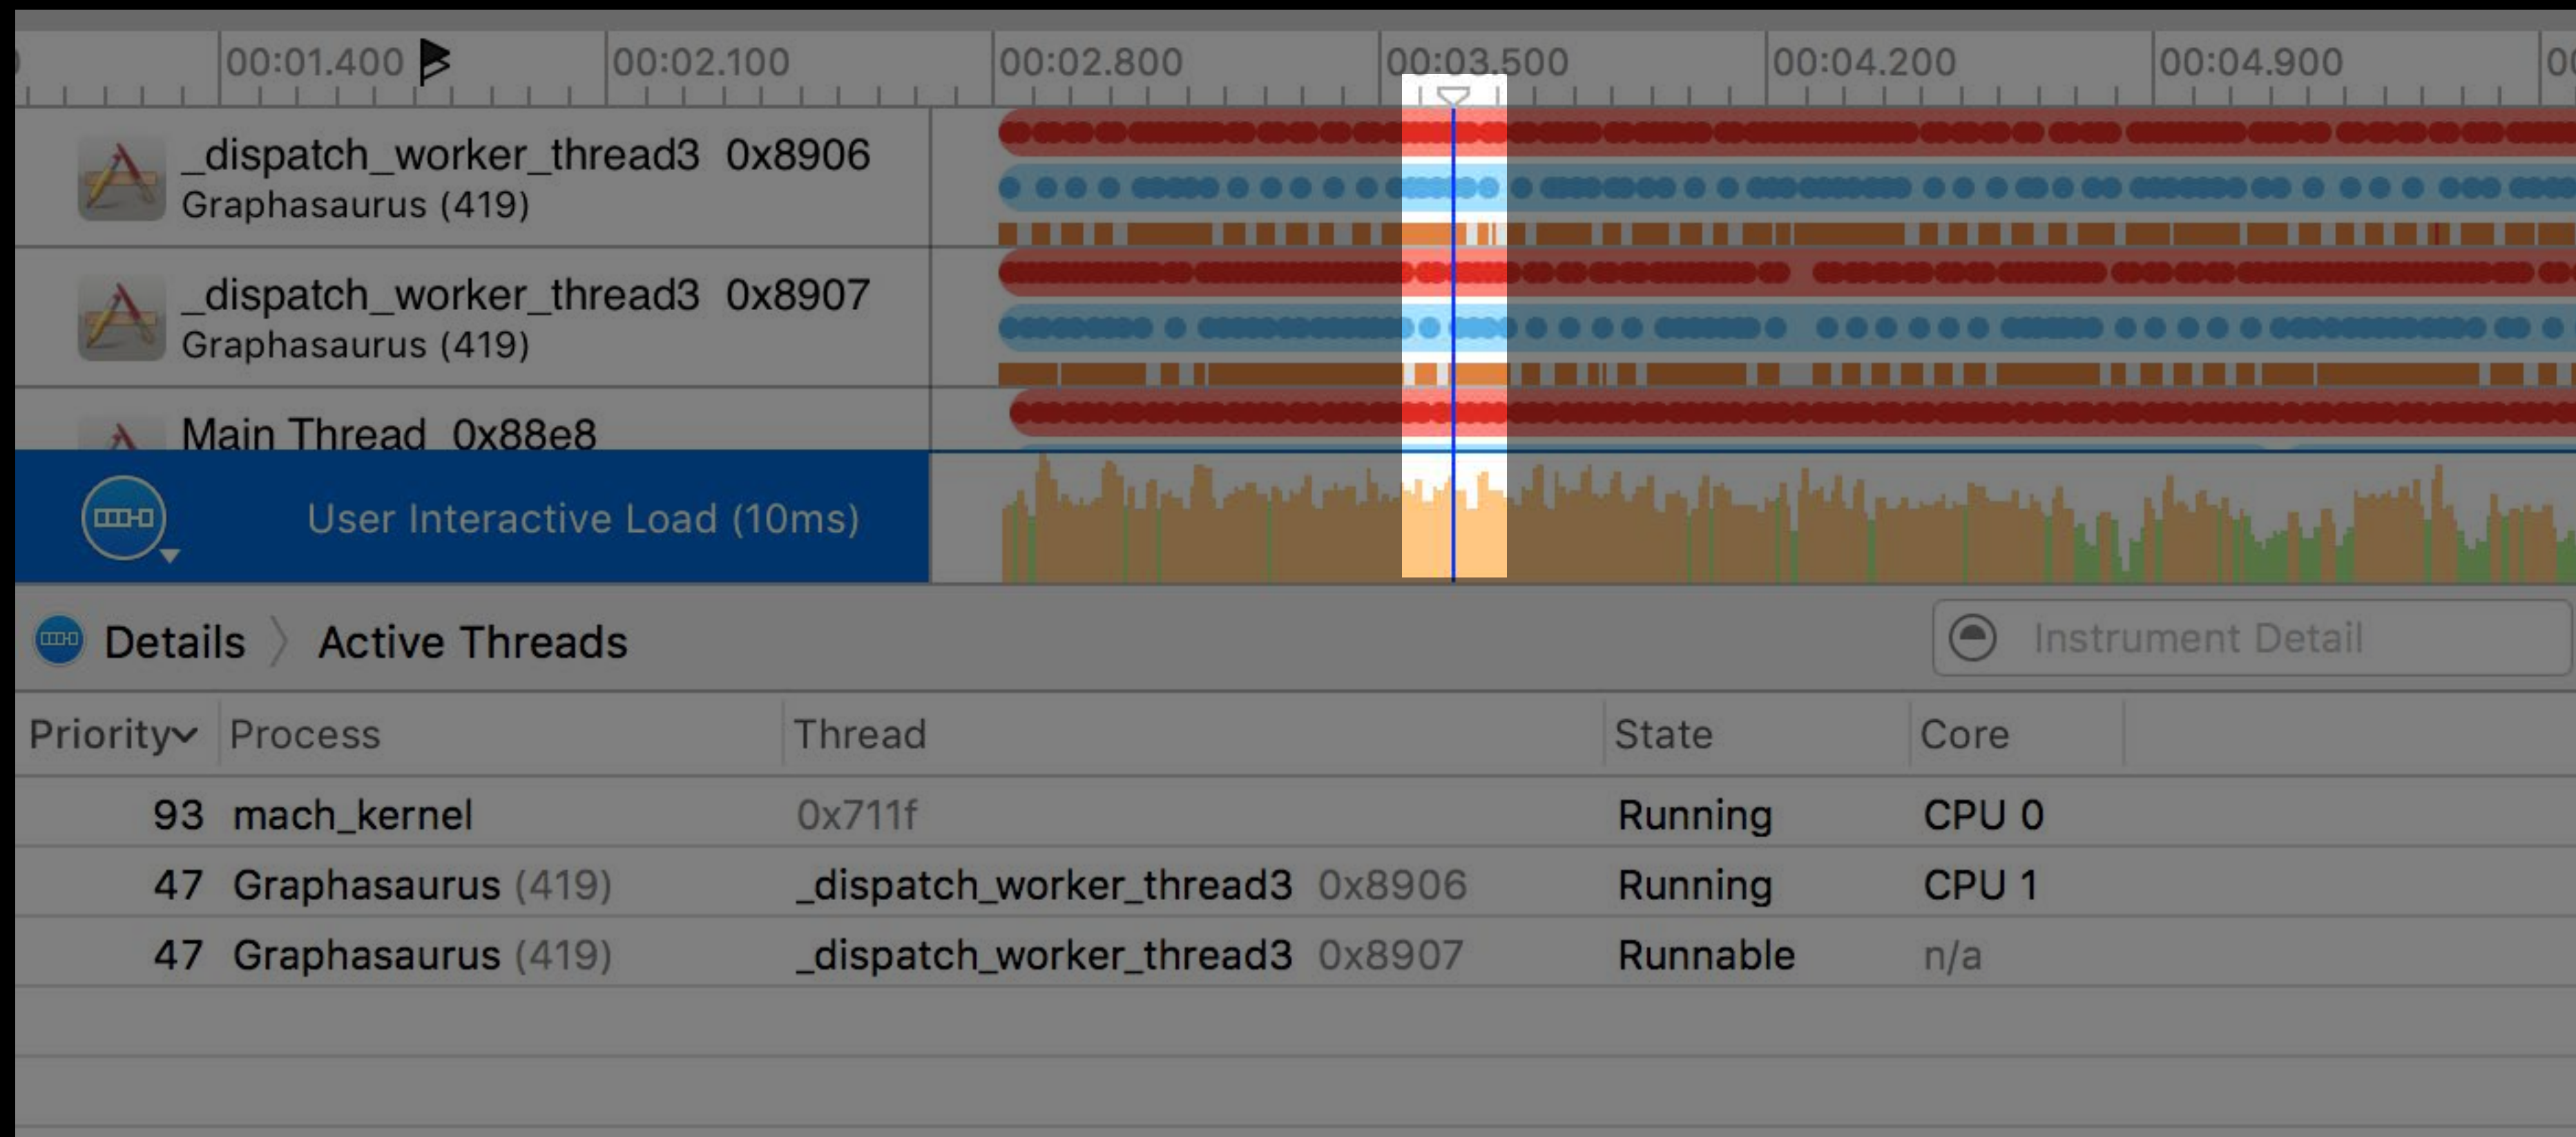 00:01.400 00:02.100 00:02.800 00:03.500 00:04.200 00:04.900
_dispatch_worker_thread3 0x8906
Graphasaurus (419)
_dispatch_worker_thread3 0x8907
Graphasaurus (419)
Main Thread 0x88e8
User Interactive Load (10ms)
Details Active Threads Instrument Detail
Priority Process Thread State Core
93 mach_kernel 0x711f Running CPU 0
47 Graphasaurus (419) _dispatch_worker_thread3 0x8906 Running CPU 1
47 Graphasaurus (419) _dispatch_worker_thread3 0x8907 Runnable n/a